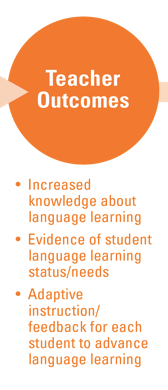 Teacher
Outcomes
• Increased
knowledge about
language learning
• Evidence of student
language learning
status/needs
• Adaptive
instruction/
feedback for each
student to advance
language learning